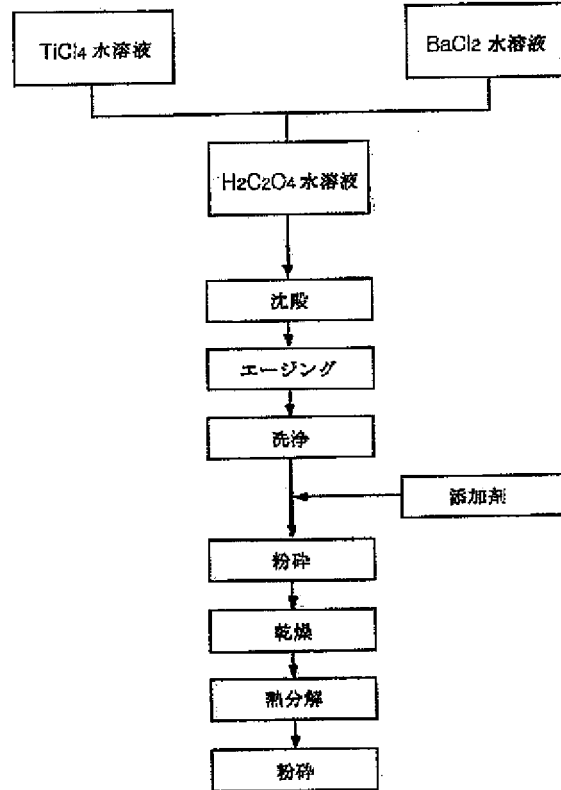 TiCl4 水溶液
BaCl2 水溶液
H2C2O4 水溶液
沈殿
エージング
洗浄
添加剤
粉砕
乾燥
熱分解
粉砕